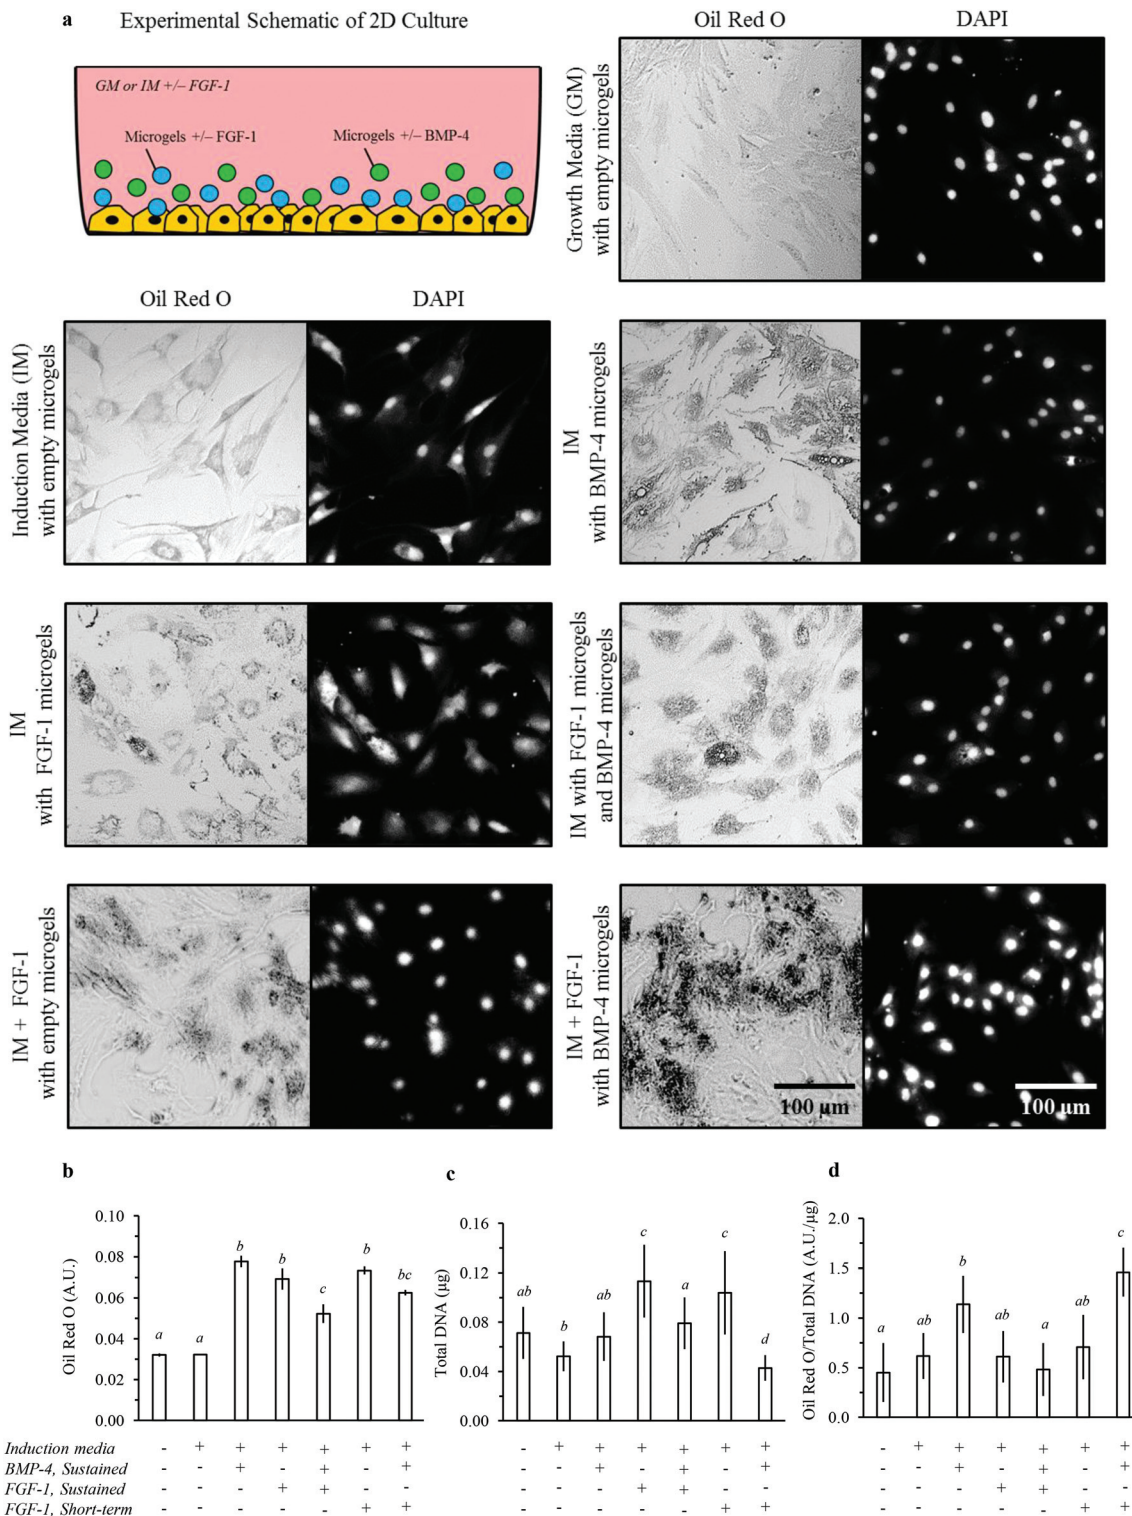 a
Experimental Schematic of 2D Culture
GM or IM +/– FGF-1
Microgels +/– FGF-1
Microgels +/– BMP-4
Oil Red O
DAPI
Growth Media (GM)
with empty microgels
Oil Red O
DAPI
Induction Media (IM)
with empty microgels
IM
with BMP-4 microgels
IM
with FGF-1 microgels
IM with FGF-1 microgels
and BMP-4 microgels
IM + FGF-1
with empty microgels
IM + FGF-1
with BMP-4 microgels
100 µm
100 µm
b
Oil Red O (A.U.)
0.10
0.08
0.06
0.04
0.02
0.00
a
a
b
b
c
b
bc
c
Total DNA (µg)
0.16
0.12
0.08
0.04
0.00
ab
b
ab
c
a
c
d
d
Oil Red O/Total DNA (A.U./µg)
2.0
1.5
1.0
0.5
0.0
a
ab
b
ab
a
ab
c
Induction media - + + + + + + - + + + + + + - + + + + + +
BMP-4, Sustained - - + - + - + - - + - + - + - - + - + - +
FGF-1, Sustained - - - + + - - - - - + + - - - - - + + - -
FGF-1, Short-term - - - - - + + - - - - - + + - - - - - + +